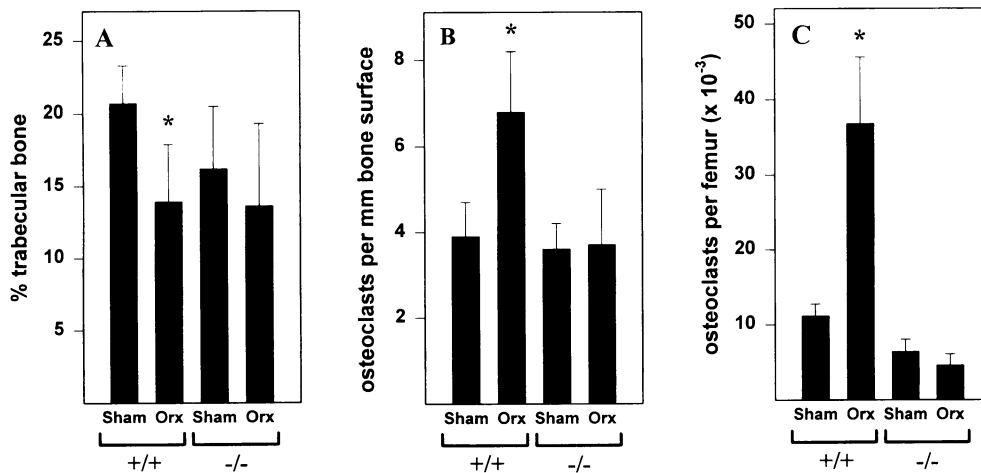 A
% trabecular bone
25
20
15
10
5
*
Sham Orx Sham Orx
+/+ -/-
B
osteoclasts per mm bone surface
8
6
4
2
*
Sham Orx Sham Orx
+/+ -/-
C
osteoclasts per femur (x 10⁻³)
50
40
30
20
10
*
Sham Orx Sham Orx
+/+ -/-